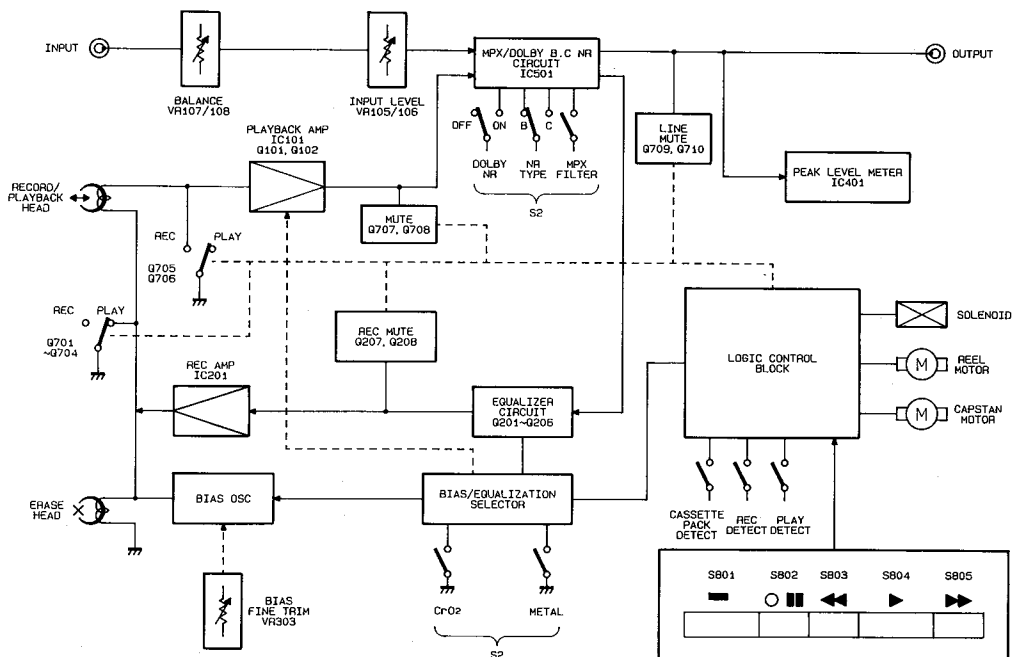 INPUT
BALANCE
VR107/108
INPUT LEVEL
VR105/106
MPX/DOLBY B.C NR
CIRCUIT
IC501
OUTPUT
OFF
ON
B
C
DOLBY
NR
NR
TYPE
MPX
FILTER
S2
LINE
MUTE
Q709, Q710
PEAK LEVEL METER
IC401
PLAYBACK AMP
IC101
Q101, Q102
RECORD/
PLAYBACK
HEAD
MUTE
Q707, Q708
REC
PLAY
Q705
Q706
REC
PLAY
Q701
~Q704
REC MUTE
Q207, Q208
REC AMP
IC201
EQUALIZER
CIRCUIT
Q201~Q206
LOGIC CONTROL
BLOCK
SOLENOID
M
REEL
MOTOR
M
CAPSTAN
MOTOR
ERASE
HEAD
BIAS OSC
BIAS/EQUALIZATION
SELECTOR
CASSETTE
PACK
DETECT
REC
DETECT
PLAY
DETECT
BIAS
FINE TRIM
VR303
CrO2
METAL
S2
S801
S802
S803
S804
S805